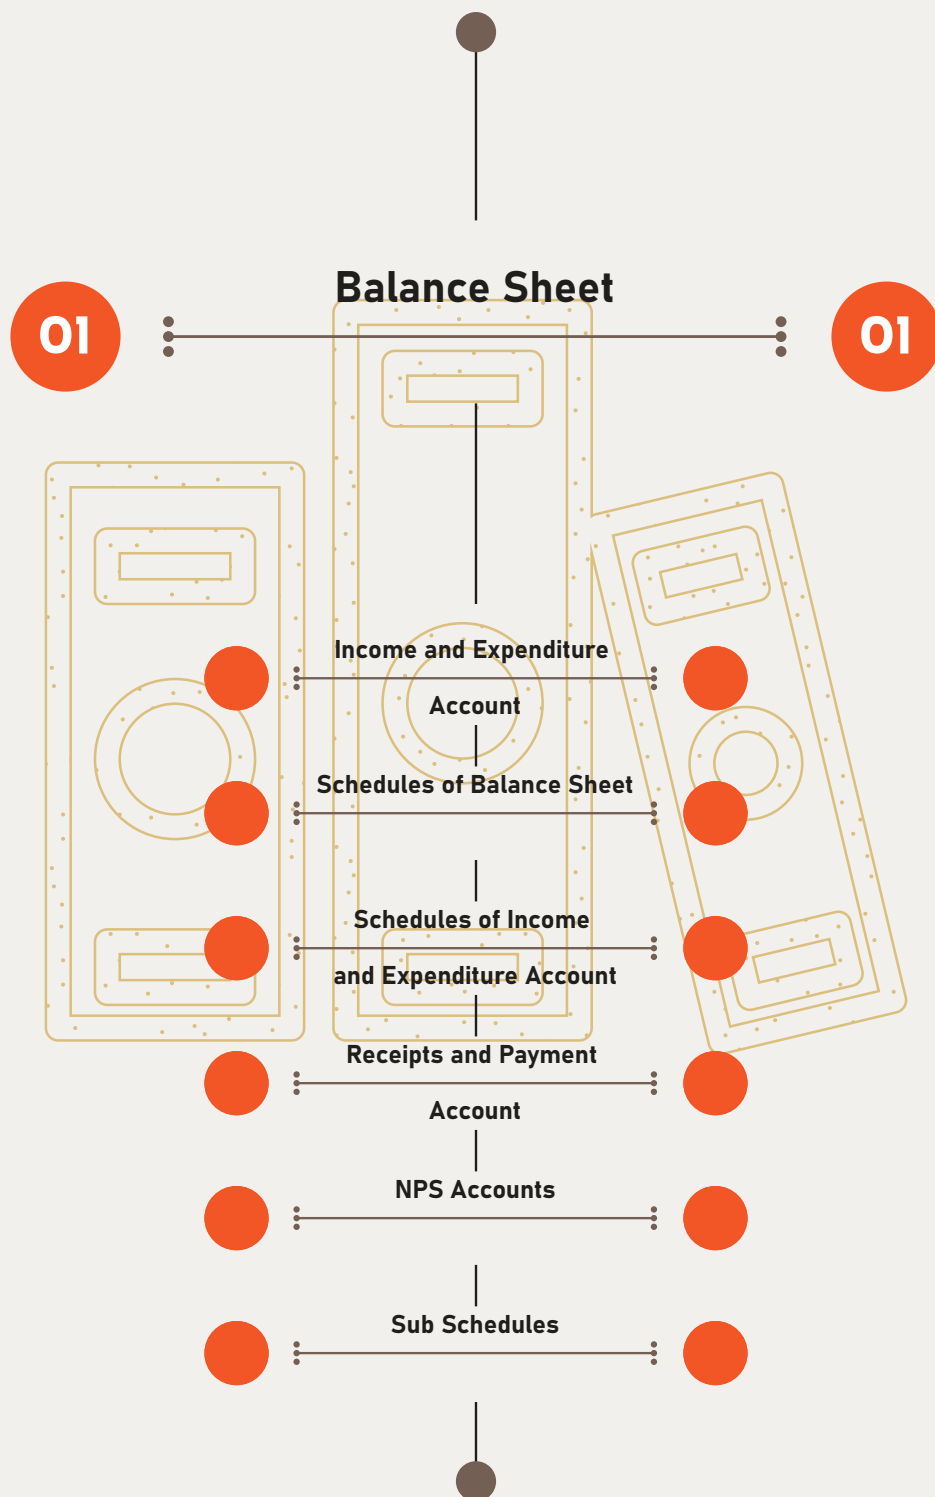 Balance Sheet
01 01
Income and Expenditure
Account
Schedules of Balance Sheet
Schedules of Income
and Expenditure Account
Receipts and Payment
Account
NPS Accounts
Sub Schedules